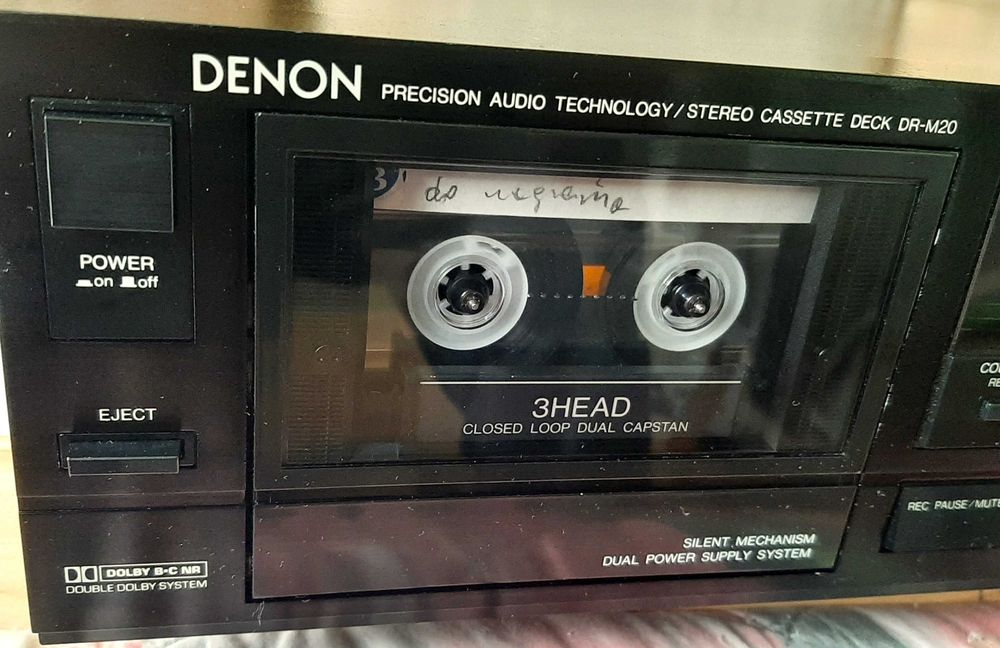 DENON PRECISION AUDIO TECHNOLOGY/STEREO CASSETTE DECK DR-M20
B
do nagrania
POWER
on off
EJECT
3HEAD
CLOSED LOOP DUAL CAPSTAN
REC PAUSE/MUTE
SILENT MECHANISM
DUAL POWER SUPPLY SYSTEM
DOLBY B-C NR
DOUBLE DOLBY SYSTEM